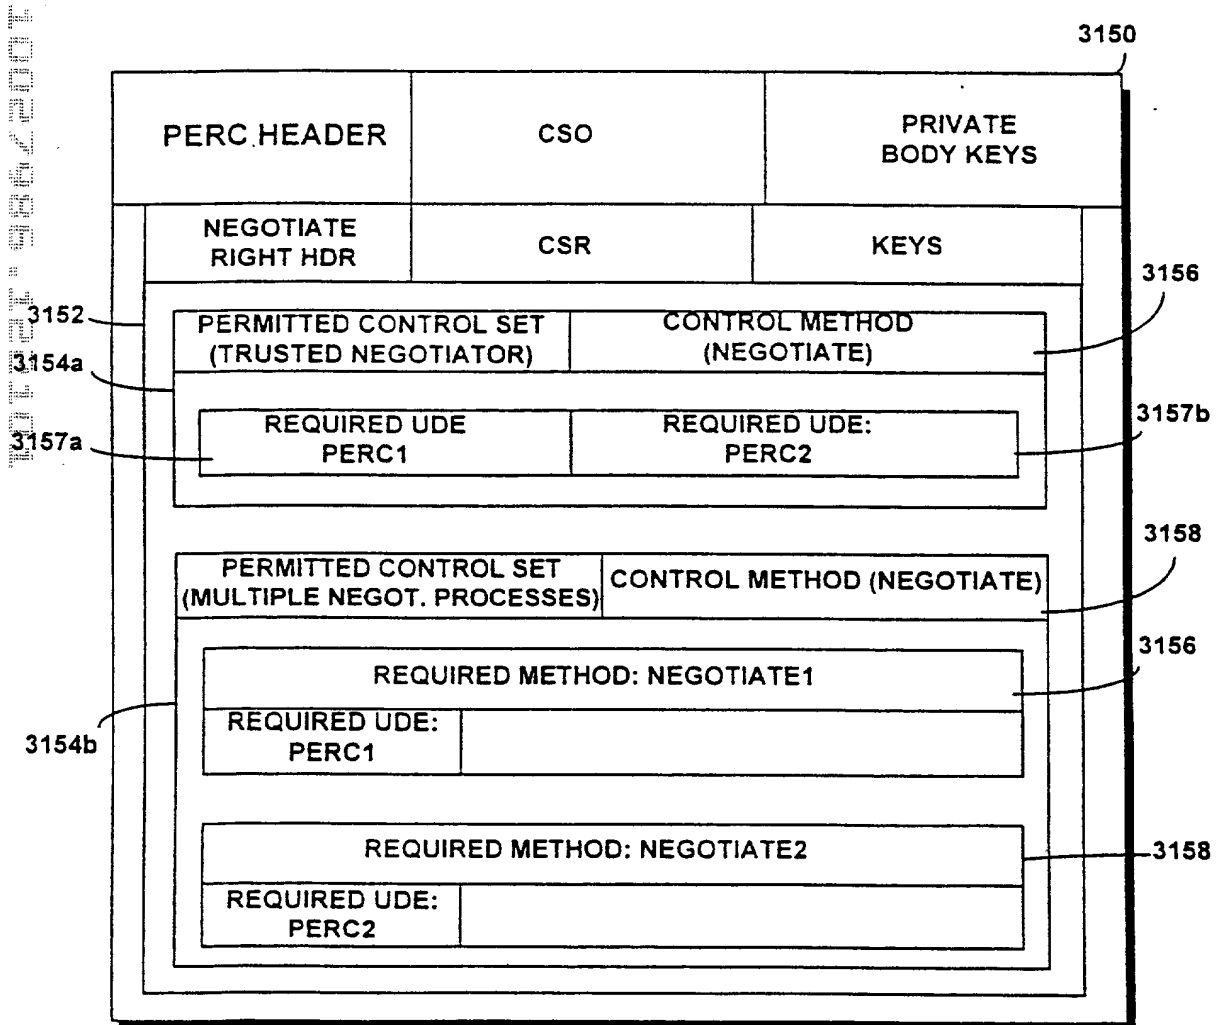 3150
PERC.HEADER
CSO
PRIVATE
BODY KEYS
NEGOTIATE
RIGHT HDR
CSR
KEYS
3156
3152
PERMITTED CONTROL SET
(TRUSTED NEGOTIATOR)
CONTROL METHOD
(NEGOTIATE)
3154a
3157a
REQUIRED UDE
PERC1
REQUIRED UDE:
PERC2
3157b
3158
PERMITTED CONTROL SET
(MULTIPLE NEGOT. PROCESSES)
CONTROL METHOD (NEGOTIATE)
3156
REQUIRED METHOD: NEGOTIATE1
REQUIRED UDE:
PERC1
3154b
REQUIRED METHOD: NEGOTIATE2
3158
REQUIRED UDE:
PERC2